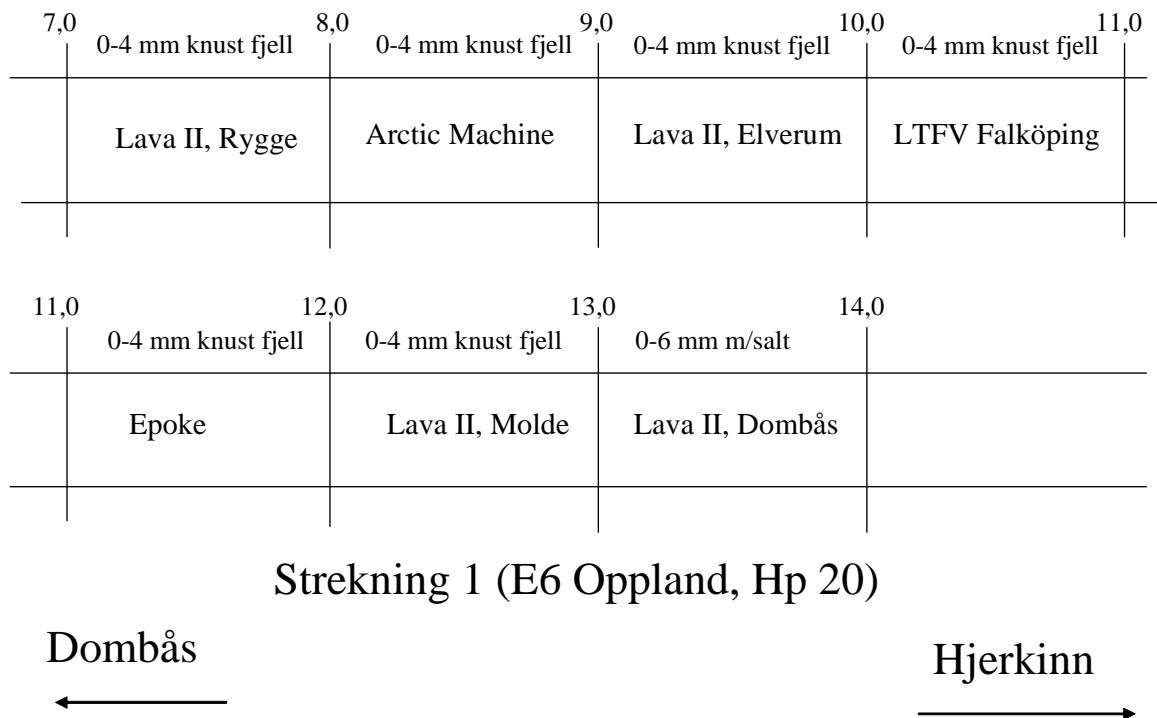 7,0 8,0 9,0 10,0 11,0
0-4 mm knust fjell 0-4 mm knust fjell 0-4 mm knust fjell 0-4 mm knust fjell
Lava II, Rygge Arctic Machine Lava II, Elverum LTFV Falköping
11,0 12,0 13,0 14,0
0-4 mm knust fjell 0-4 mm knust fjell 0-6 mm m/salt
Epoke Lava II, Molde Lava II, Dombås
Strekning 1 (E6 Oppland, Hp 20)
Dombås Hjerkinn